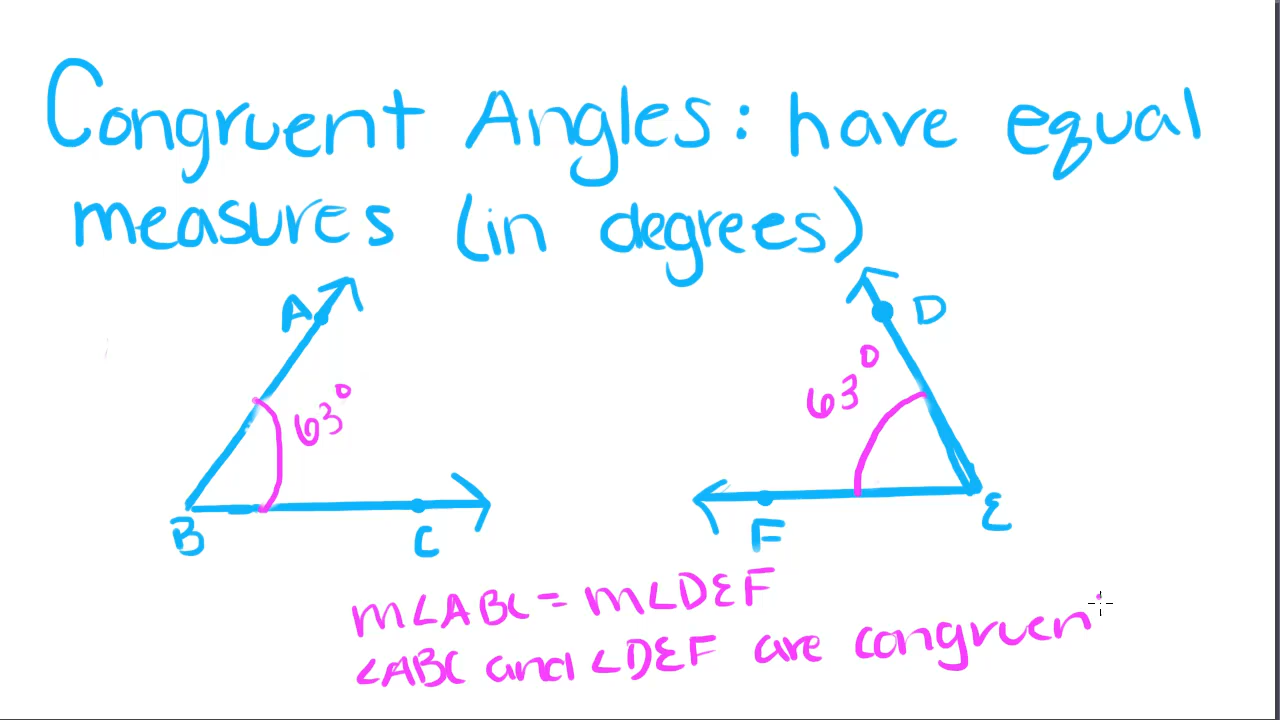 Congruent Angles: have equal
measures (in degrees)
A
D
63°
63°
B
C
F
E
m∠ABC = m∠DEF
∠ABC and ∠DEF are congruen